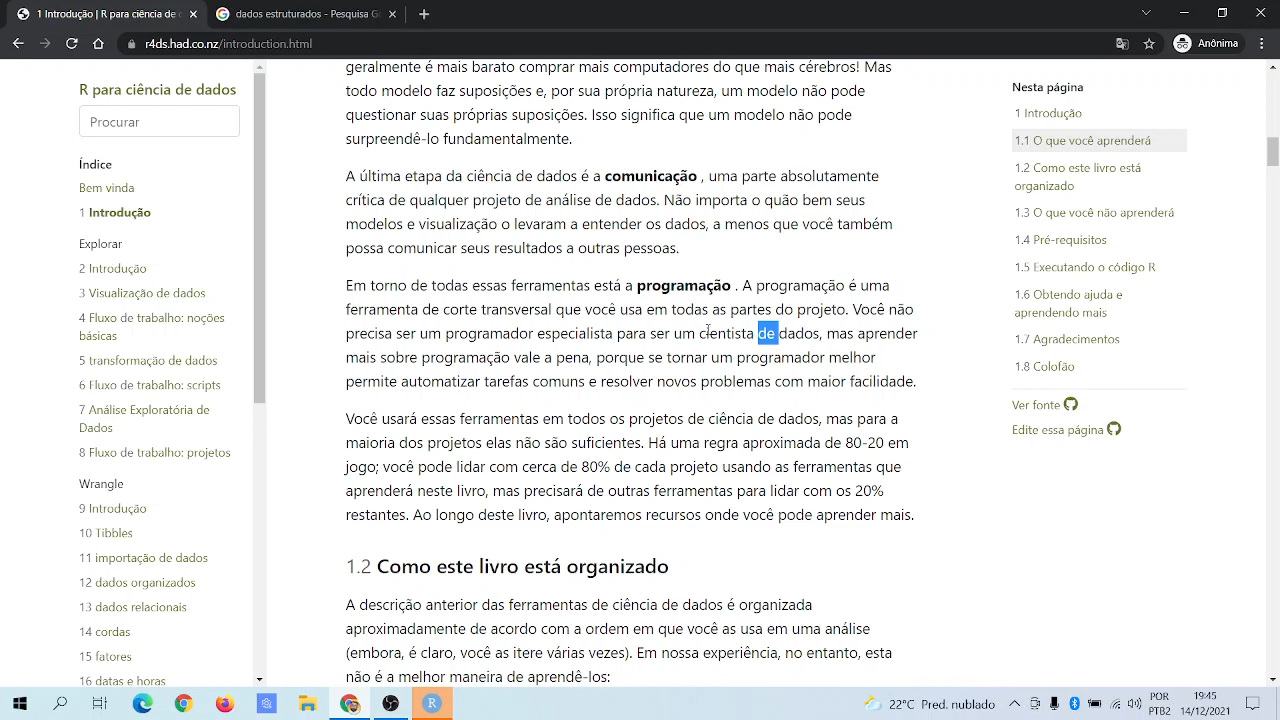 1 Introdução | R para ciência de
dados estruturados - Pesquisa Go
r4ds.had.co.nz/introduction.html
Anônima
R para ciência de dados
Procurar
Índice
Bem vinda
1 Introdução
Explorar
2 Introdução
3 Visualização de dados
4 Fluxo de trabalho: noções
básicas
5 transformação de dados
6 Fluxo de trabalho: scripts
7 Análise Exploratória de
Dados
8 Fluxo de trabalho: projetos
Wrangle
9 Introdução
10 Tibbles
11 importação de dados
12 dados organizados
13 dados relacionais
14 cordas
15 fatores
16 datas e horas
geralmente é mais barato comprar mais computadores do que mais cérebros! Mas
todo modelo faz suposições e, por sua própria natureza, um modelo não pode
questionar suas próprias suposições. Isso significa que um modelo não pode
surpreendê-lo fundamentalmente.
A última etapa da ciência de dados é a comunicação , uma parte absolutamente
crítica de qualquer projeto de análise de dados. Não importa o quão bem seus
modelos e visualização o levaram a entender os dados, a menos que você também
possa comunicar seus resultados a outras pessoas.
Em torno de todas essas ferramentas está a programação . A programação é uma
ferramenta de corte transversal que você usa em todas as partes do projeto. Você não
precisa ser um programador especialista para ser um cientista de dados, mas aprender
mais sobre programação vale a pena, porque se tornar um programador melhor
permite automatizar tarefas comuns e resolver novos problemas com maior facilidade.
Você usará essas ferramentas em todos os projetos de ciência de dados, mas para a
maioria dos projetos elas não são suficientes. Há uma regra aproximada de 80-20 em
jogo; você pode lidar com cerca de 80% de cada projeto usando as ferramentas que
aprenderá neste livro, mas precisará de outras ferramentas para lidar com os 20%
restantes. Ao longo deste livro, apontaremos recursos onde você pode aprender mais.
1.2 Como este livro está organizado
A descrição anterior das ferramentas de ciência de dados é organizada
aproximadamente de acordo com a ordem em que você as usa em uma análise
(embora, é claro, você as itere várias vezes). Em nossa experiência, no entanto, esta
não é a melhor maneira de aprendê-los:
Nesta página
1 Introdução
1.1 O que você aprenderá
1.2 Como este livro está
organizado
1.3 O que você não aprenderá
1.4 Pré-requisitos
1.5 Executando o código R
1.6 Obtendo ajuda e
aprendendo mais
1.7 Agradecimentos
1.8 Colofão
Ver fonte
Edite essa página
R
22°C Pred. nublado
POR
PTB2
19:45
14/12/2021